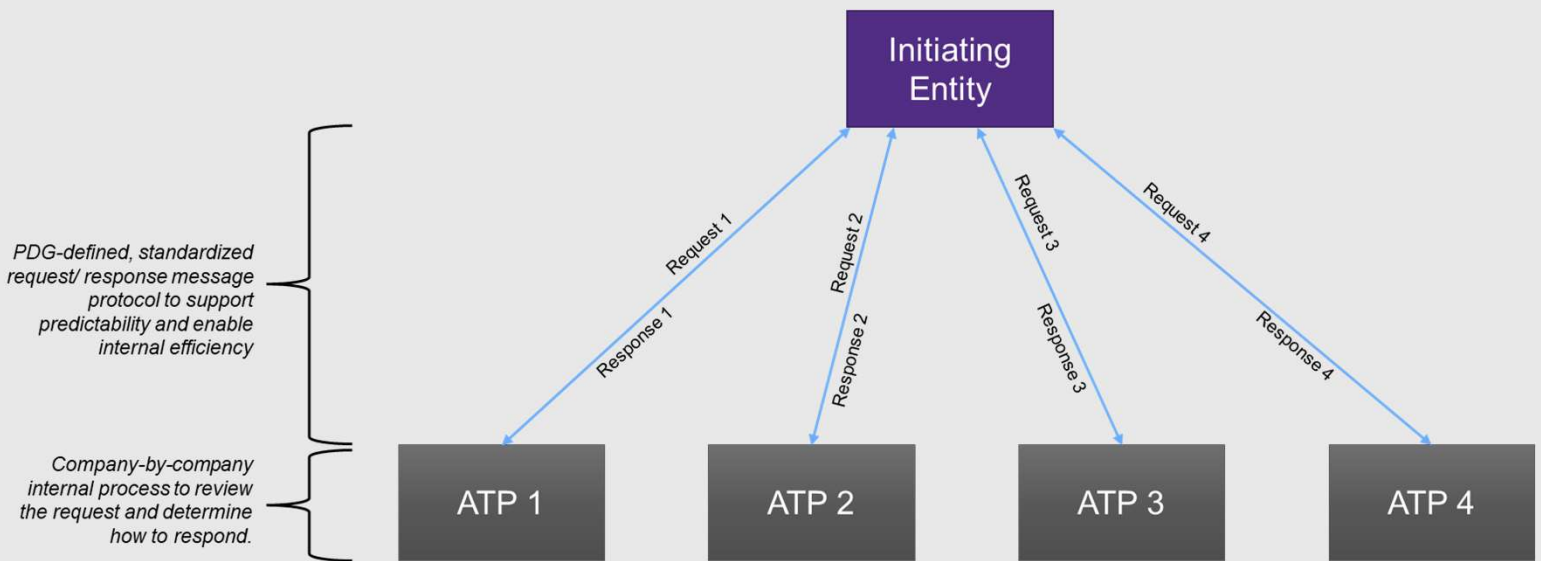 Initiating
Entity
PDG-defined, standardized
request/ response message
protocol to support
predictability and enable
internal efficiency
Request 1
Response 1
Request 2
Response 2
Request 3
Response 3
Request 4
Response 4
Company-by-company
internal process to review
the request and determine
how to respond.
ATP 1
ATP 2
ATP 3
ATP 4